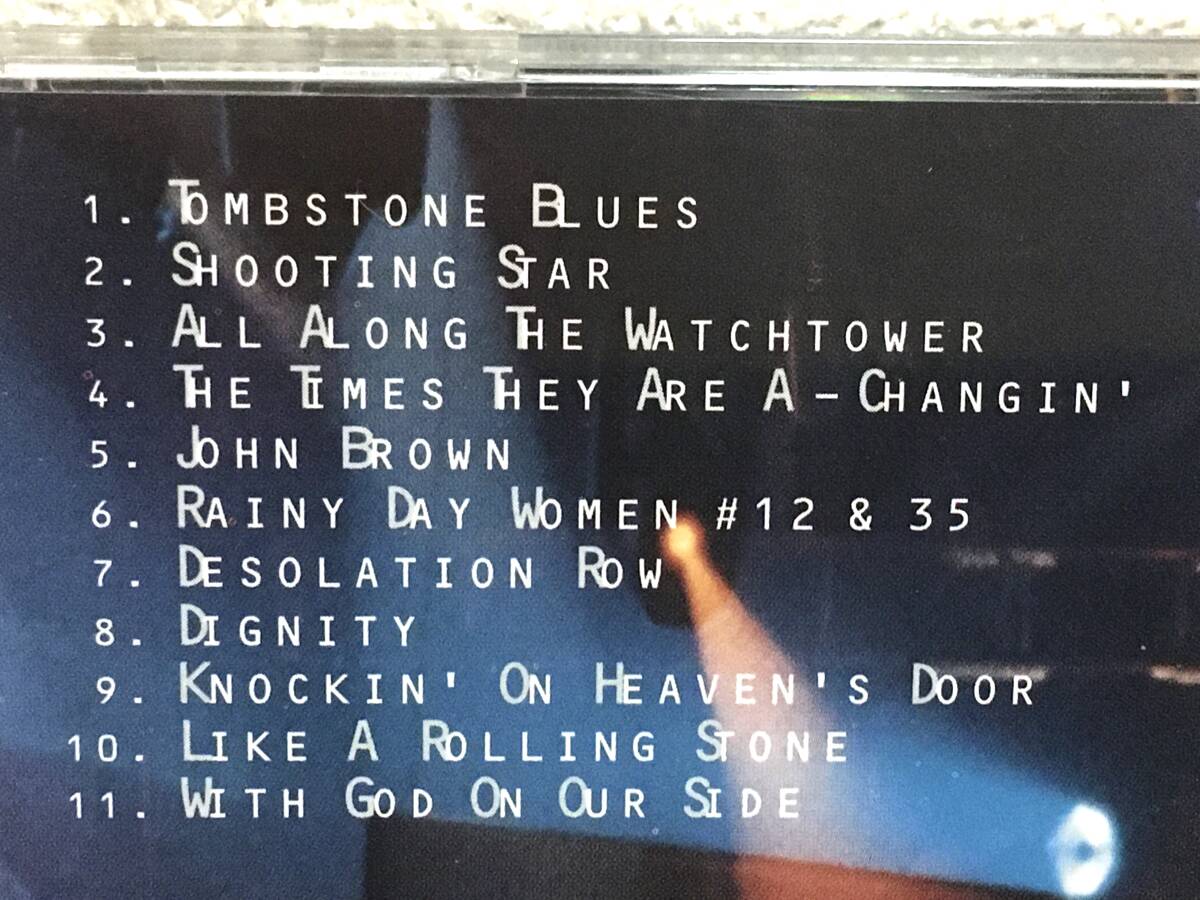 1. TOMBSTONE BLUES
2. SHOOTING STAR
3. ALL ALONG THE WATCHTOWER
4. THE TIMES THEY ARE A-CHANGIN'
5. JOHN BROWN
6. RAINY DAY WOMEN #12 & 35
7. DESOLATION ROW
8. DIGNITY
9. KNOCKIN' ON HEAVEN'S DOOR
10. LIKE A ROLLING STONE
11. WITH GOD ON OUR SIDE